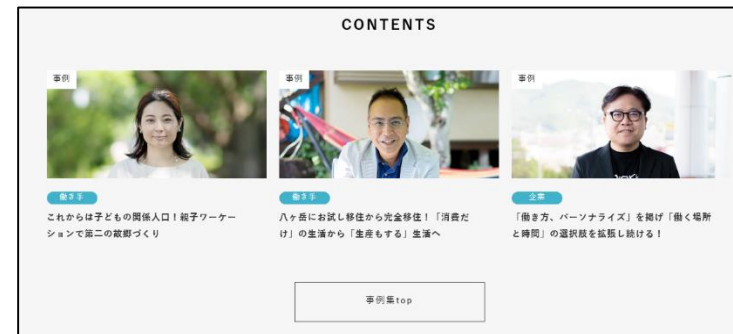 CONTENTS
事例
事例
事例
働き手
働き手
企業
これからは子どもの関係人口！親子ワーケー
ションで第二の故郷づくり
八ヶ岳にお試し移住から完全移住！「消費だ
け」の生活から「生産もする」生活へ
「働き方、パーソナライズ」を掲げ「働く場所
と時間」の選択肢を拡張し続ける！
事例集top